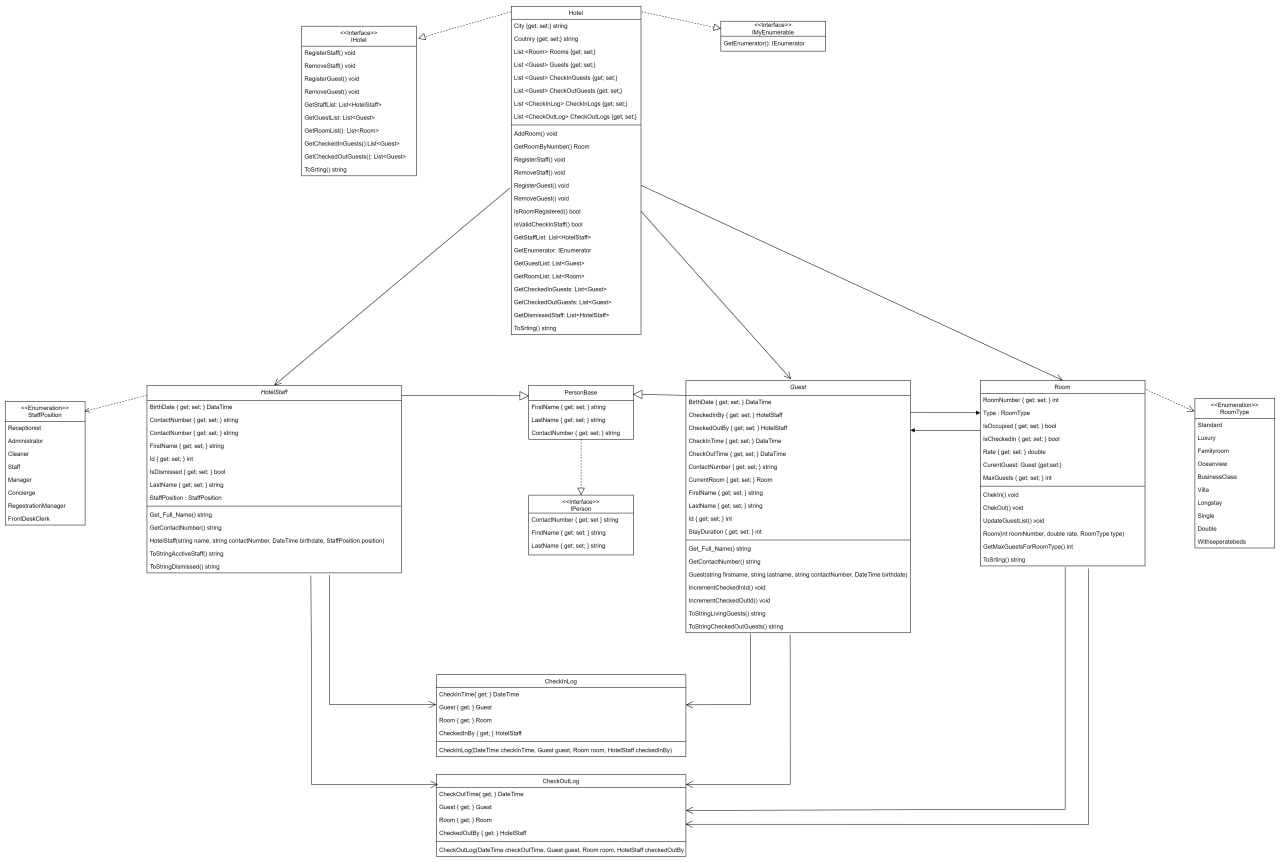 Hotel
City {get; set;} string
Coutnry {get; set;} string
List <Room> Rooms {get; set;}
List <Guest> Guests {get; set;}
List <Guest> CheckInGuests {get; set;}
List <Guest> CheckOutGuests {get; set;}
List <CheckInLog> CheckInLogs {get; set;}
List <CheckOutLog> CheckOutLogs {get; set;}
AddRoom() void
GetRoomByNumber() Room
RegisterStaff() void
RemoveStaff() void
RegisterGuest() void
RemoveGuest() void
IsRoomRegistered() bool
IsValidCheckInStaff() bool
GetStaffList: List<HotelStaff>
GetEnumerator: IEnumerator
GetGuestList: List<Guest>
GetRoomList: List<Room>
GetCheckedInGuests: List<Guest>
GetCheckedOutGuests: List<Guest>
GetDismissedStaff: List<HotelStaff>
ToSrting() string
<<Interface>>
IHotel
RegisterStaff() void
RemoveStaff() void
RegisterGuest() void
RemoveGuest() void
GetStaffList: List<HotelStaff>
GetGuestList: List<Guest>
GetRoomList(): List<Room>
GetCheckedInGuests():List<Guest>
GetCheckedOutGuests(): List<Guest>
ToSrting() string
<<Interface>>
IMyEnumerable
GetEnumerator(): IEnumerator
<<Enumeration>>
StaffPosition
Receptionist
Administrator
Cleaner
Staff
Manager
Concierge
RegestrationManager
FrontDeskClerk
HotelStaff
BirthDate { get; set; } DataTime
ContactNumber { get; set; } string
ContactNumber { get; set; } string
FirstName { get; set; } string
Id { get; set; } int
IsDismissed { get; set; } bool
LastName { get; set; } string
StaffPosition : StaffPosition
Get_Full_Name() string
GetContactNumber() string
HotelStaff(string name, string contactNumber, DateTime birthdate, StaffPosition position)
ToStringAcctiveStaff() string
ToStringDismissed() string
PersonBase
FirstName { get; set; } string
LastName { get; set; } string
ContactNumber { get; set; } string
<<Interface>>
IPerson
ContactNumber { get; set } string
FirstName { get; set; } string
LastName { get; set; } string
Guest
BirthDate { get; set; } DataTime
CheckedInBy { get; set; } HotelStaff
CheckedOutBy { get; set; } HotelStaff
CheckInTime { get; set; } DataTime
CheckOutTime { get; set; } DataTime
ContactNumber { get; set; } string
CurrentRoom { get; set; } Room
FirstName { get; set; } string
LastName { get; set; } string
Id { get; set; } int
StayDuration { get; set; } int
Get_Full_Name() string
GetContactNumber() string
Guest(string firstname, string lastname, string contactNumber, DateTime birthdate)
IncrementCheckedInId() void
IncrementCheckedOutId() void
ToStringLivingGuests() string
ToStringCheckedOutGuests() string
Room
RoomNumber { get; set; } int
Type : RoomType
IsOccupied { get; set; } bool
IsCheckedIn { get; set; } bool
Rate { get; set; } double
CurentGuest: Guest {get;set;}
MaxGuests { get; set; } int
ChekIn() void
ChekOut() void
UpdateGuestList() void
Room(int roomNumber, double rate, RoomType type)
GetMaxGuestsForRoomType() int
ToSrting() string
<<Enumeration>>
RoomType
Standard
Luxury
Familyroom
Oceanview
BusinessClass
Villa
Longstay
Single
Double
Withseperatebeds
CheckInLog
CheckInTime{ get; } DateTime
Guest { get; } Guest
Room { get; } Room
CheckedInBy { get; } HotelStaff
CheckInLog(DateTime checkInTime, Guest guest, Room room, HotelStaff checkedInBy)
CheckOutLog
CheckOutTime{ get; } DateTime
Guest { get; } Guest
Room { get; } Room
CheckedOutBy { get; } HotelStaff
CheckOutLog(DateTime checkOutTime, Guest guest, Room room, HotelStaff checkedOutBy